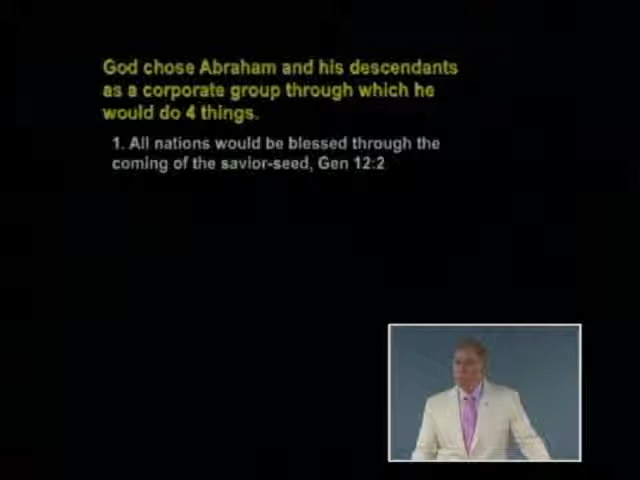 God chose Abraham and his descendants
as a corporate group through which he
would do 4 things.
1. All nations would be blessed through the
coming of the savior-seed, Gen 12:2